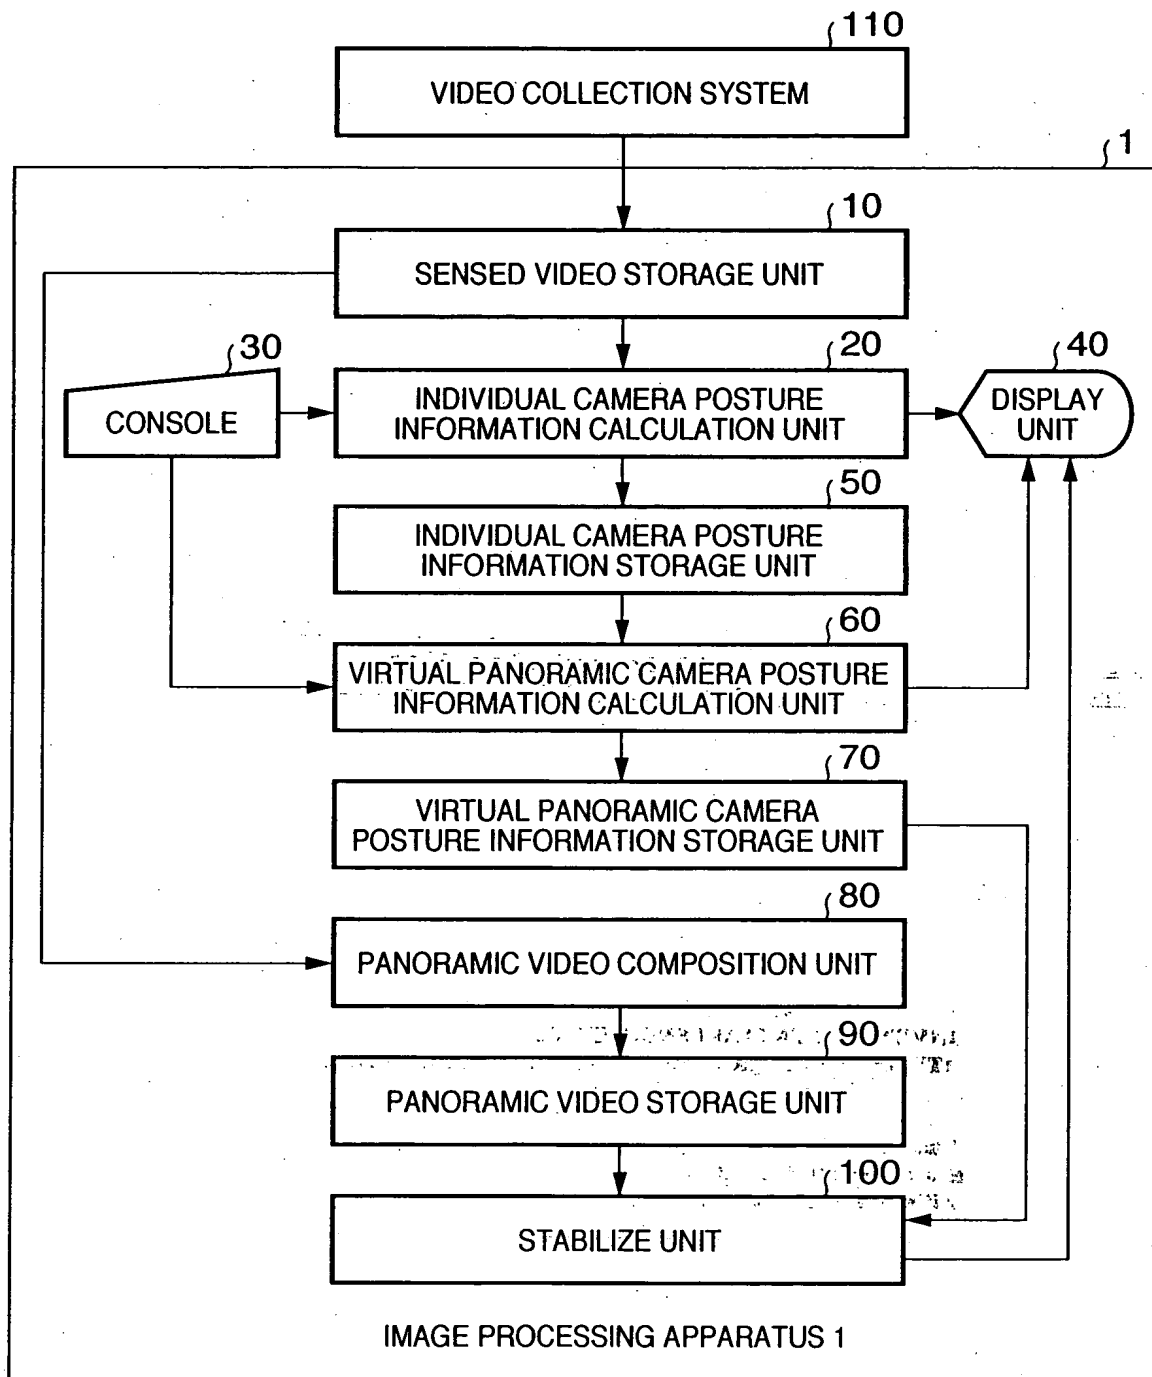 110
VIDEO COLLECTION SYSTEM
1
10
SENSED VIDEO STORAGE UNIT
30
CONSOLE
20
INDIVIDUAL CAMERA POSTURE
INFORMATION CALCULATION UNIT
40
DISPLAY
UNIT
50
INDIVIDUAL CAMERA POSTURE
INFORMATION STORAGE UNIT
60
VIRTUAL PANORAMIC CAMERA POSTURE
INFORMATION CALCULATION UNIT
70
VIRTUAL PANORAMIC CAMERA
POSTURE INFORMATION STORAGE UNIT
80
PANORAMIC VIDEO COMPOSITION UNIT
90
PANORAMIC VIDEO STORAGE UNIT
100
STABILIZE UNIT
IMAGE PROCESSING APPARATUS 1